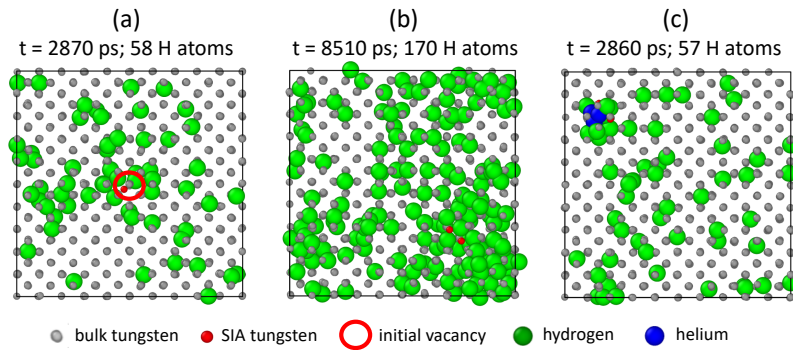 (a)
t = 2870 ps; 58 H atoms
(b)
t = 8510 ps; 170 H atoms
(c)
t = 2860 ps; 57 H atoms
bulk tungsten
SIA tungsten
initial vacancy
hydrogen
helium